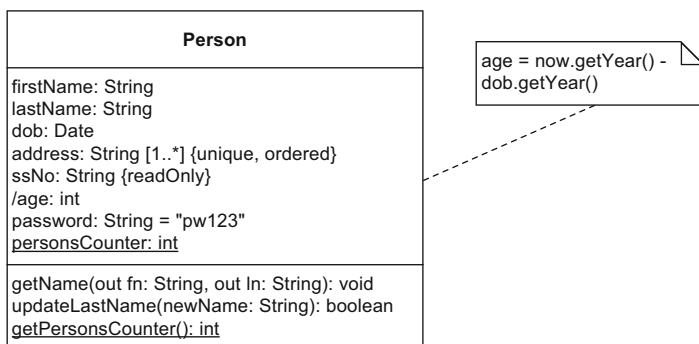 Person
firstName: String
lastName: String
dob: Date
address: String [1..*] {unique, ordered}
ssNo: String {readOnly}
/age: int
password: String = "pw123"
personsCounter: int
getName(out fn: String, out ln: String): void
updateLastName(newName: String): boolean
getPersonsCounter(): int
age = now.getYear() -
dob.getYear()